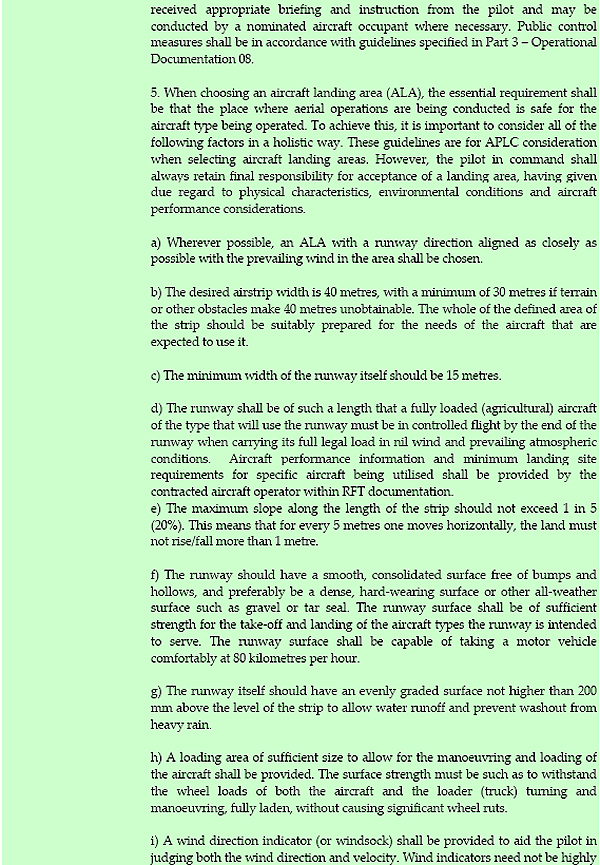 received appropriate briefing and instruction from the pilot and may be
conducted by a nominated aircraft occupant where necessary. Public control
measures shall be in accordance with guidelines specified in Part 3 – Operational
Documentation 08.
5. When choosing an aircraft landing area (ALA), the essential requirement shall
be that the place where aerial operations are being conducted is safe for the
aircraft type being operated. To achieve this, it is important to consider all of the
following factors in a holistic way. These guidelines are for APLC consideration
when selecting aircraft landing areas. However, the pilot in command shall
always retain final responsibility for acceptance of a landing area, having given
due regard to physical characteristics, environmental conditions and aircraft
performance considerations.
a) Wherever possible, an ALA with a runway direction aligned as closely as
possible with the prevailing wind in the area shall be chosen.
b) The desired airstrip width is 40 metres, with a minimum of 30 metres if terrain
or other obstacles make 40 metres unobtainable. The whole of the defined area of
the strip should be suitably prepared for the needs of the aircraft that are
expected to use it.
c) The minimum width of the runway itself should be 15 metres.
d) The runway shall be of such a length that a fully loaded (agricultural) aircraft
of the type that will use the runway must be in controlled flight by the end of the
runway when carrying its full legal load in nil wind and prevailing atmospheric
conditions. Aircraft performance information and minimum landing site
requirements for specific aircraft being utilised shall be provided by the
contracted aircraft operator within RFT documentation.
e) The maximum slope along the length of the strip should not exceed 1 in 5
(20%). This means that for every 5 metres one moves horizontally, the land must
not rise/fall more than 1 metre.
f) The runway should have a smooth, consolidated surface free of bumps and
hollows, and preferably be a dense, hard-wearing surface or other all-weather
surface such as gravel or tar seal. The runway surface shall be of sufficient
strength for the take-off and landing of the aircraft types the runway is intended
to serve. The runway surface shall be capable of taking a motor vehicle
comfortably at 80 kilometres per hour.
g) The runway itself should have an evenly graded surface not higher than 200
mm above the level of the strip to allow water runoff and prevent washout from
heavy rain.
h) A loading area of sufficient size to allow for the manoeuvring and loading of
the aircraft shall be provided. The surface strength must be such as to withstand
the wheel loads of both the aircraft and the loader (truck) turning and
manoeuvring, fully laden, without causing significant wheel ruts.
i) A wind direction indicator (or windsock) shall be provided to aid the pilot in
judging both the wind direction and velocity. Wind indicators need not be highly